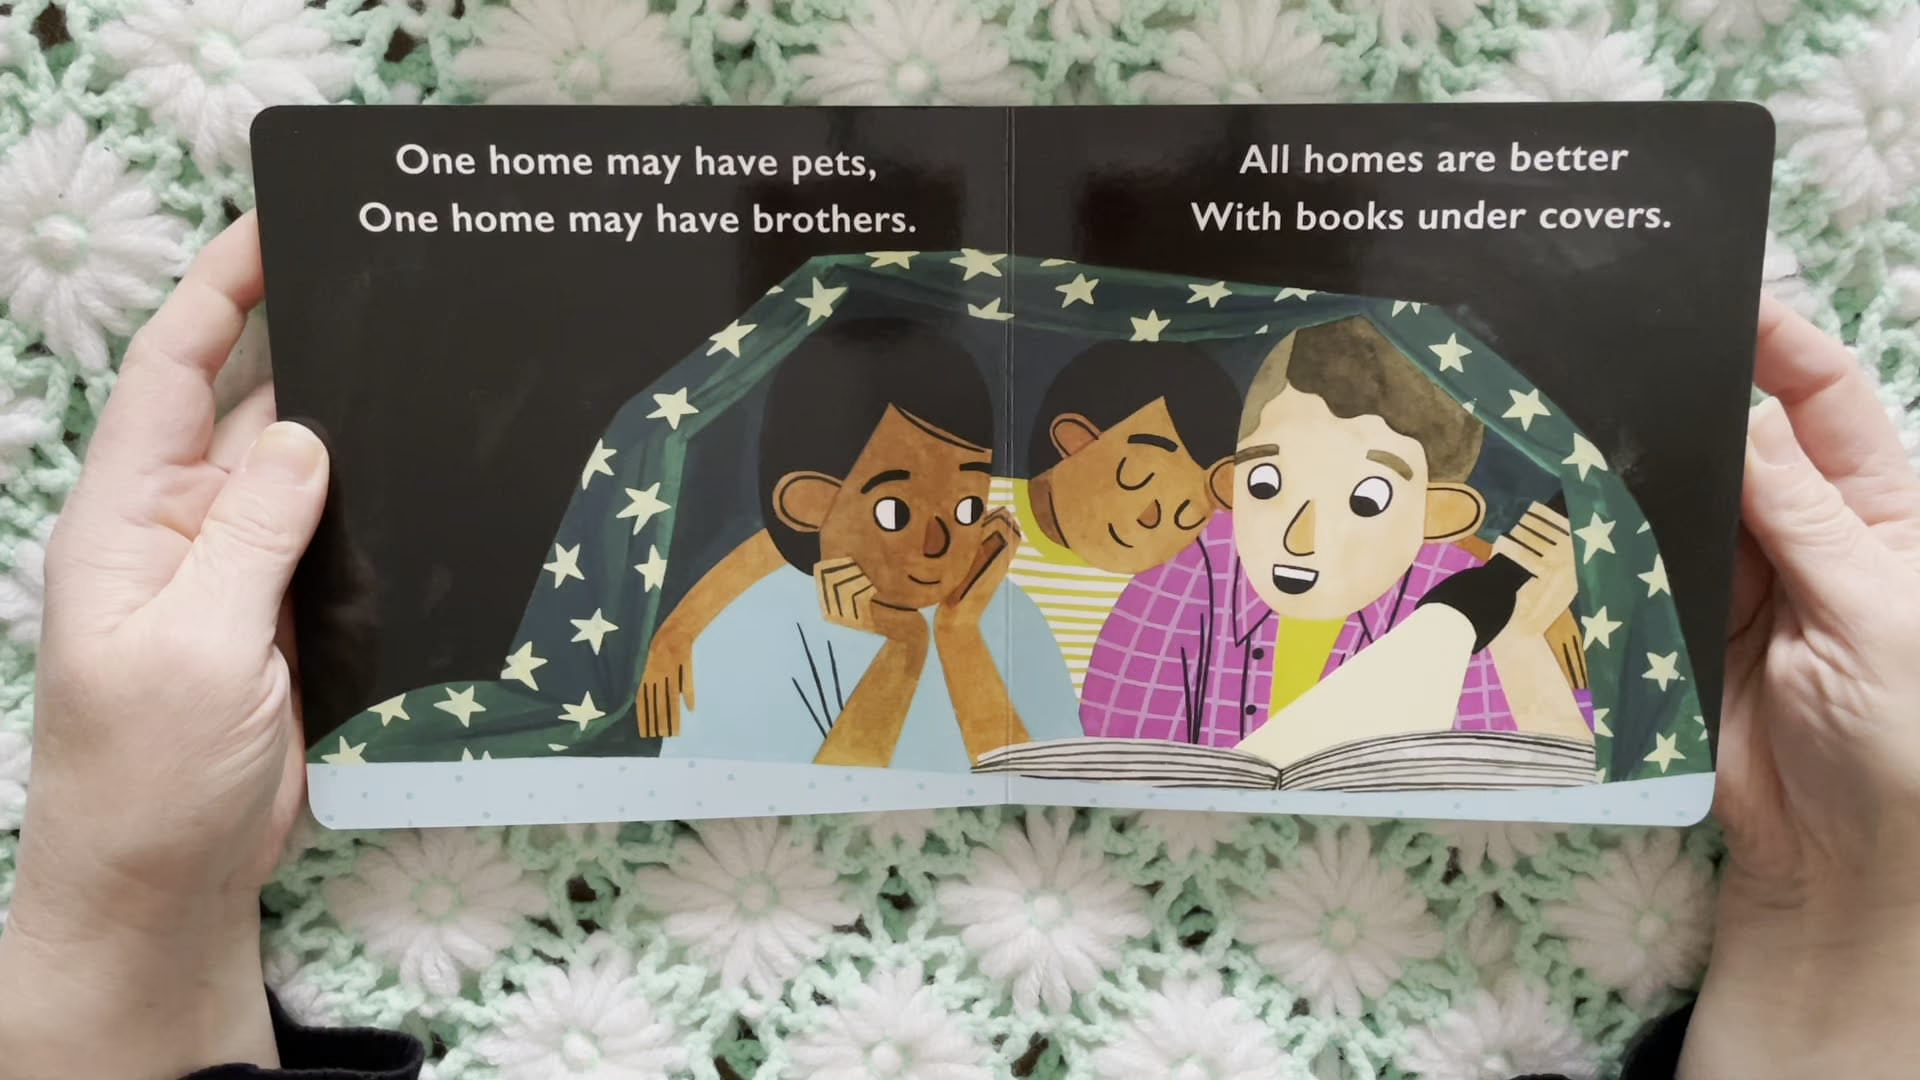 One home may have pets,
One home may have brothers.
All homes are better
With books under covers.